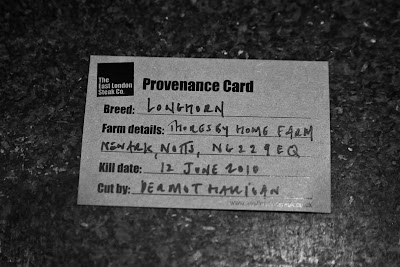 The
East London
Steak Co.
Provenance Card
Breed: LONGHORN
Farm details: THORESBY HOME FARM
NEWARK, NOTTS, NG22 9EQ
Kill date: 12 JUNE 2010
Cut by: DERMOT